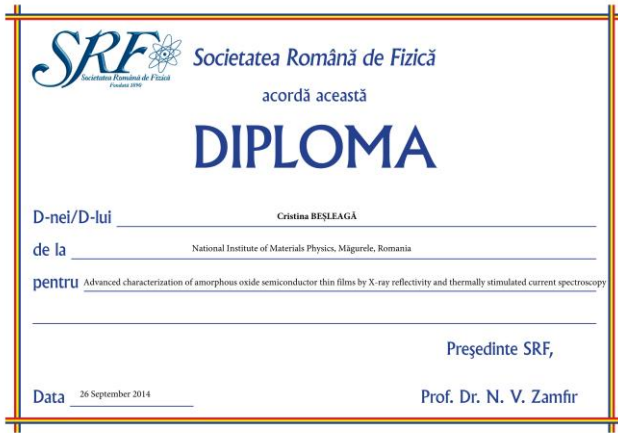 SRF
Societatea Română de Fizică
Fondată 1890
Societatea Română de Fizică
acordă această
DIPLOMA
D-nei/D-lui Cristina BEȘLEAGĂ
de la National Institute of Materials Physics, Măgurele, Romania
pentru Advanced characterization of amorphous oxide semiconductor thin films by X-ray reflectivity and thermally stimulated current spectroscopy
Președinte SRF,
Data 26 September 2014 Prof. Dr. N. V. Zamfir